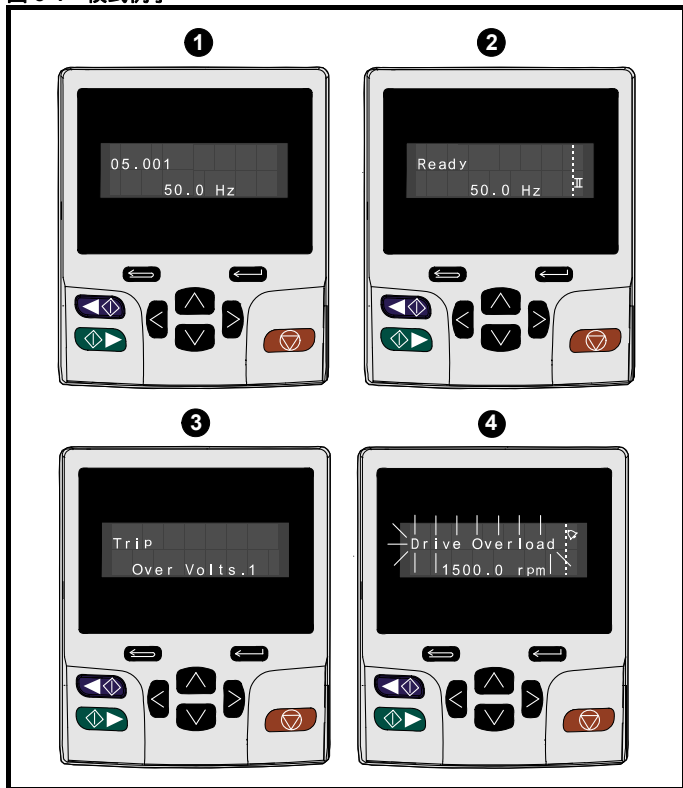 1
2
05.001
50.0 Hz
Ready
50.0 Hz
II
3
4
Trip
Over Volts.1
Drive Overload
1500.0 rpm